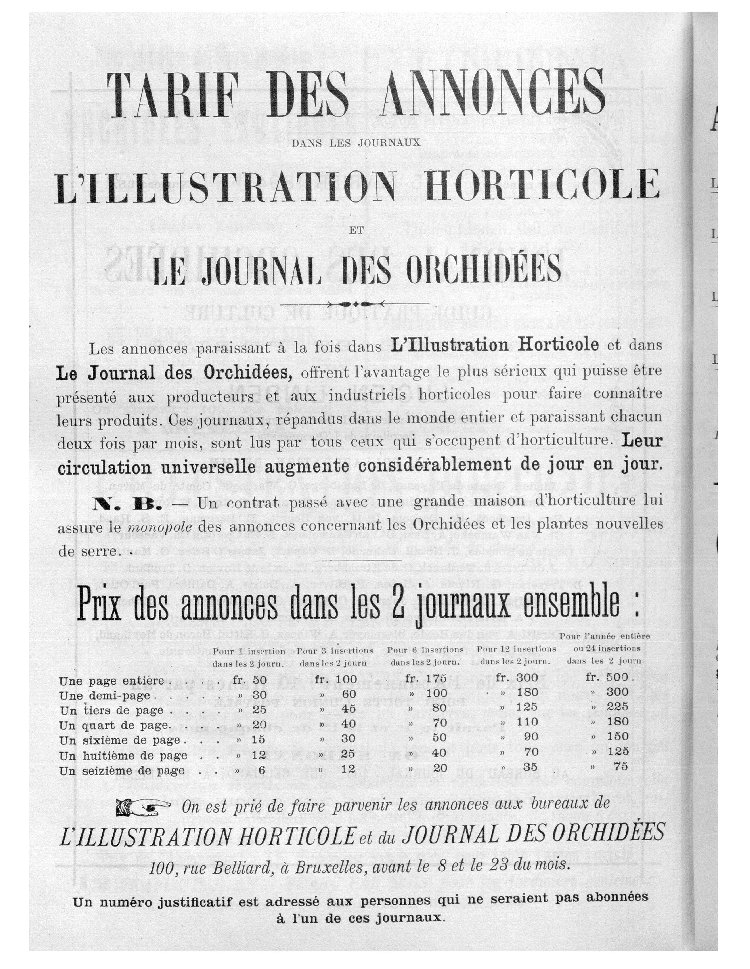 TARIF DES ANNONCES
DANS LES JOURNAUX
L'ILLUSTRATION HORTICOLE
ET
LE JOURNAL DES ORCHIDÉES
Les annonces paraissant à la fois dans L'Illustration Horticole et dans
Le Journal des Orchidées, offrent l'avantage le plus sérieux qui puisse être
présenté aux producteurs et aux industriels horticoles pour faire connaître
leurs produits. Ces journaux, répandus dans le monde entier et paraissant chacun
deux fois par mois, sont lus par tous ceux qui s'occupent d'horticulture. Leur
circulation universelle augmente considérablement de jour en jour.
N. B. — Un contrat passé avec une grande maison d'horticulture lui
assure le monopole des annonces concernant les Orchidées et les plantes nouvelles
de serre.
Prix des annonces dans les 2 journaux ensemble :
Pour 1 insertion dans les 2 journ. Pour 3 insertions dans les 2 journ Pour 6 insertions dans les 2 journ. Pour 12 insertions dans les 2 journ. Pour l'année entière ou 24 insertions dans les 2 journ
Une page entière . fr. 50 fr. 100 fr. 175 fr. 300 fr. 500.
Une demi-page. . . . » 30 » 60 » 100 » 180 » 300
Un tiers de page . . . . » 25 » 45 » 80 » 125 » 225
Un quart de page. . . . » 20 » 40 » 70 » 110 » 180
Un sixième de page . . . » 15 » 30 » 50 » 90 » 150
Un huitième de page . . . » 12 » 25 » 40 » 70 » 125
Un seizième de page . . » 6 » 12 » 20 » 35 » 75
On est prié de faire parvenir les annonces aux bureaux de
L'ILLUSTRATION HORTICOLE et du JOURNAL DES ORCHIDÉES
100, rue Belliard, à Bruxelles, avant le 8 et le 23 du mois.
Un numéro justificatif est adressé aux personnes qui ne seraient pas abonnées
à l'un de ces journaux.